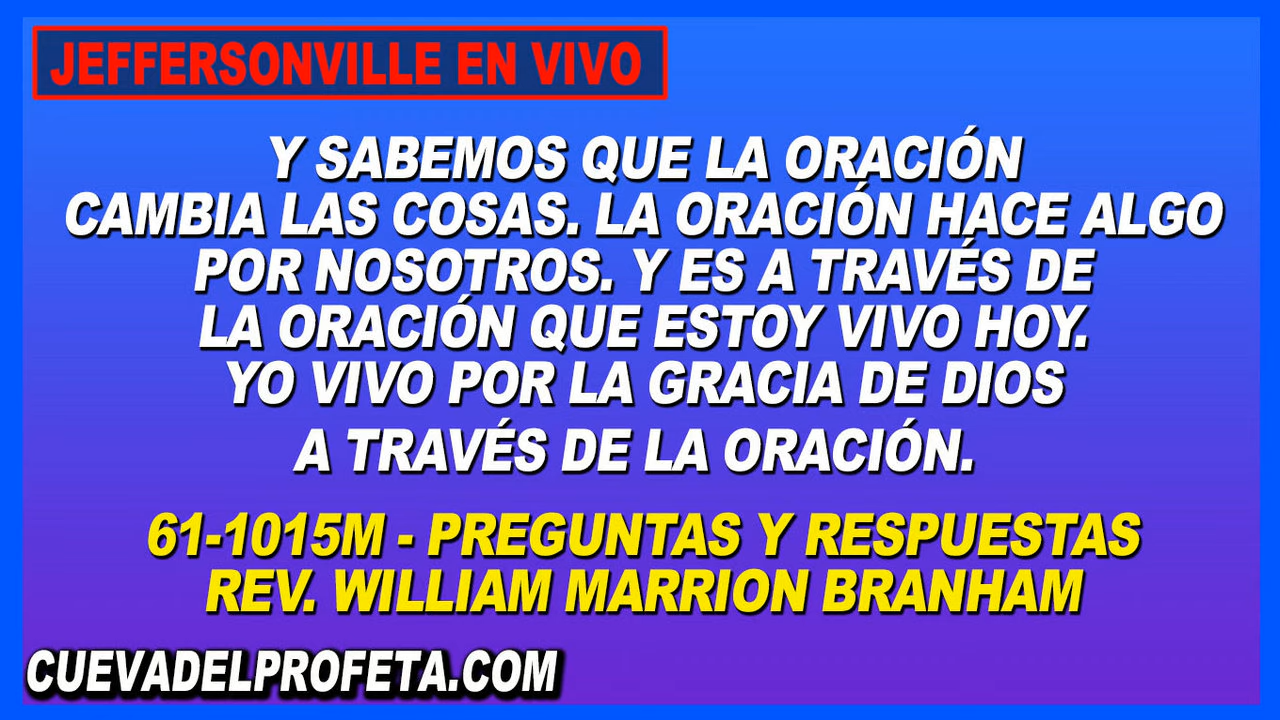 JEFFERSONVILLE EN VIVO
Y SABEMOS QUE LA ORACIÓN
CAMBIA LAS COSAS. LA ORACIÓN HACE ALGO
POR NOSOTROS. Y ES A TRAVÉS DE
LA ORACIÓN QUE ESTOY VIVO HOY.
YO VIVO POR LA GRACIA DE DIOS
A TRAVÉS DE LA ORACIÓN.
61-1015M - PREGUNTAS Y RESPUESTAS
REV. WILLIAM MARRION BRANHAM
CUEVADELPROFETA.COM